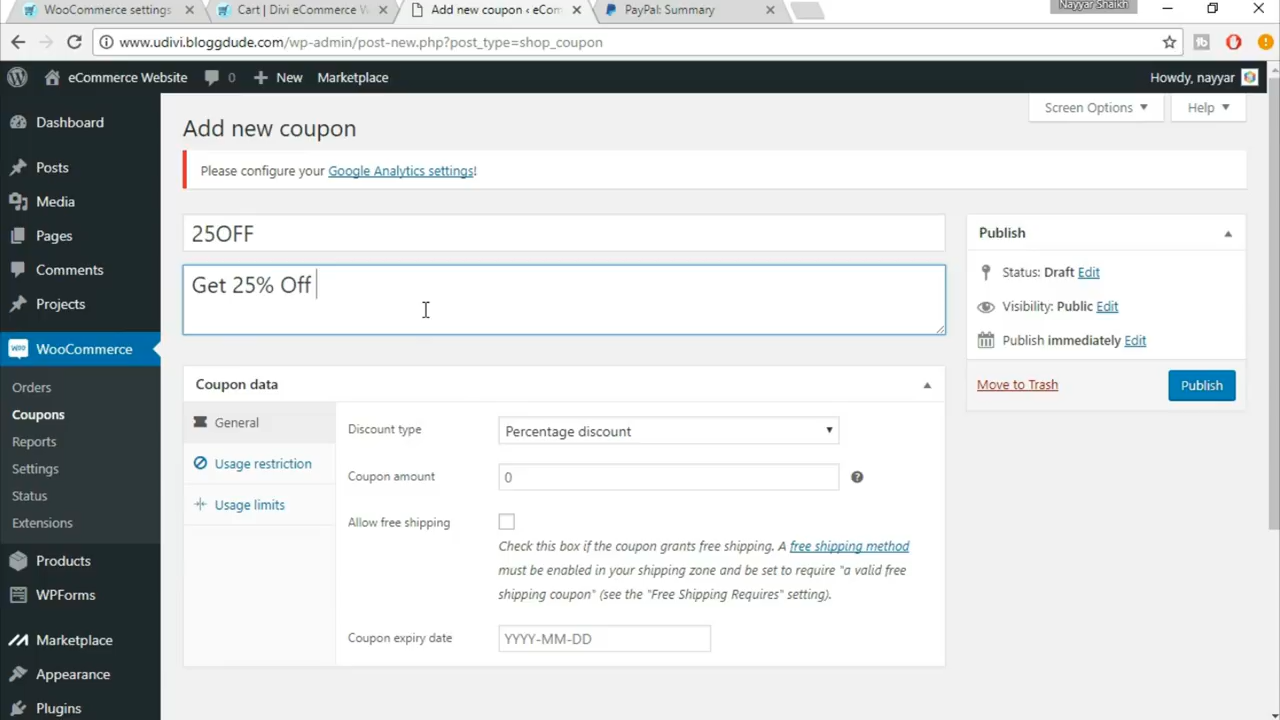 WooCommerce settings
Cart | Divi eCommerce W
Add new coupon ‹ eCom
PayPal: Summary
Nayyar Shaikh
www.udivi.bloggdude.com/wp-admin/post-new.php?post_type=shop_coupon
eCommerce Website
0
New
Marketplace
Howdy, nayyar
Screen Options
Help
Dashboard
Posts
Media
Pages
Comments
Projects
WooCommerce
Orders
Coupons
Reports
Settings
Status
Extensions
Products
WPForms
Marketplace
Appearance
Plugins
Add new coupon
Please configure your Google Analytics settings!
25OFF
Get 25% Off
Coupon data
General
Usage restriction
Usage limits
Discount type
Percentage discount
Coupon amount
0
Allow free shipping
Check this box if the coupon grants free shipping. A free shipping method
must be enabled in your shipping zone and be set to require "a valid free
shipping coupon" (see the "Free Shipping Requires" setting).
Coupon expiry date
YYYY-MM-DD
Publish
Status: Draft Edit
Visibility: Public Edit
Publish immediately Edit
Move to Trash
Publish